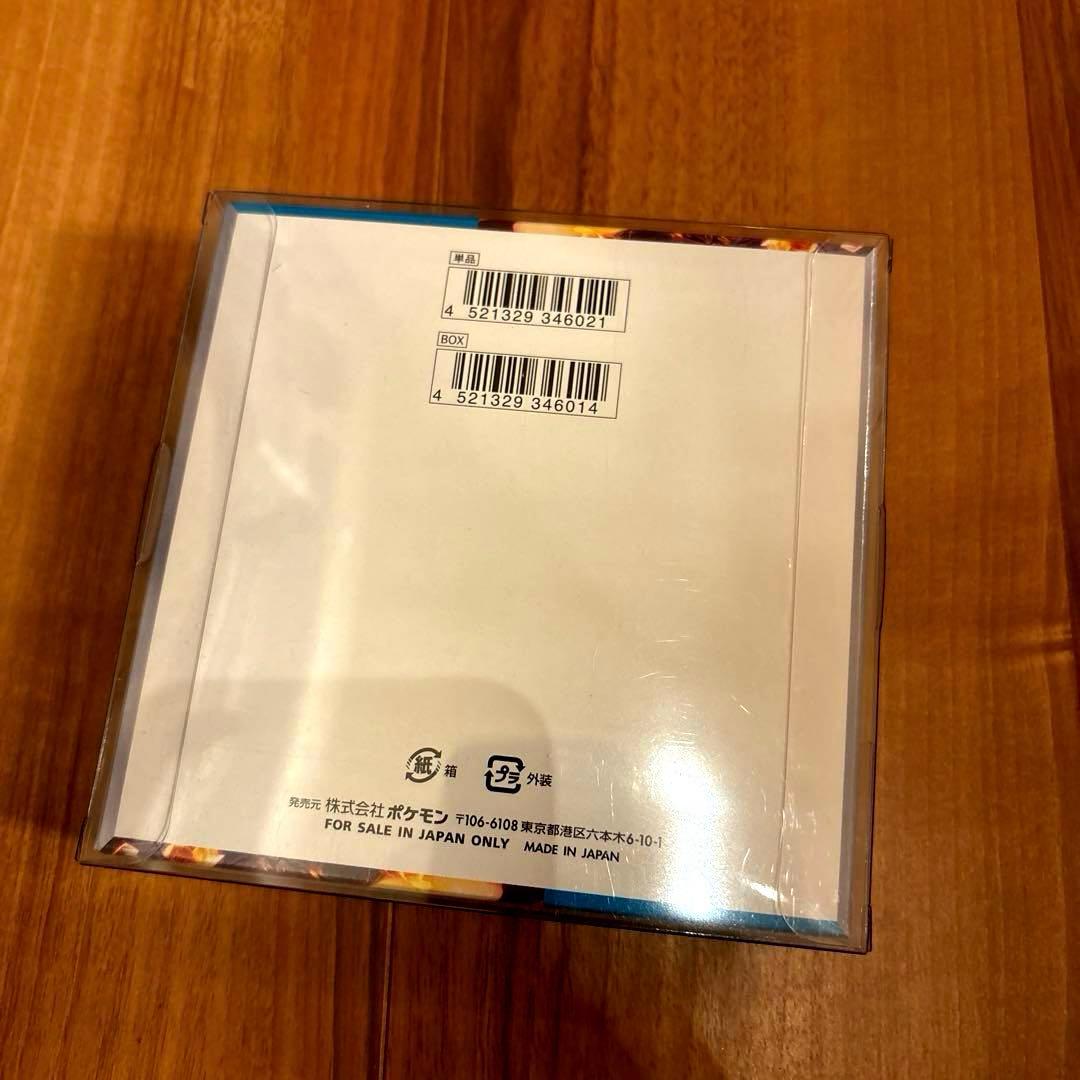 単品
4 521329 346021
BOX
4 521329 346014
紙 箱 プラ 外装
発売元 株式会社 ポケモン 〒106-6108 東京都港区六本木6-10-1
FOR SALE IN JAPAN ONLY MADE IN JAPAN